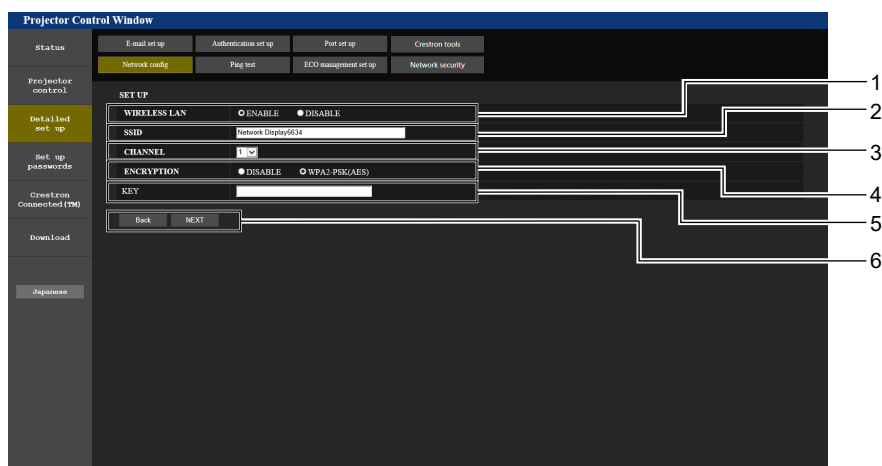 Projector Control Window
Status
E-mail set up
Authentication set up
Port set up
Crestron tools
Network config
Ping test
ECO management set up
Network security
Projector
control
Detailed
set up
Set up
passwords
Crestron
Connected(TM)
Download
Japanese
SET UP
WIRELESS LAN ENABLE DISABLE
SSID Network Display6634
CHANNEL 1
ENCRYPTION DISABLE WPA2-PSK(AES)
KEY
Back NEXT
1
2
3
4
5
6